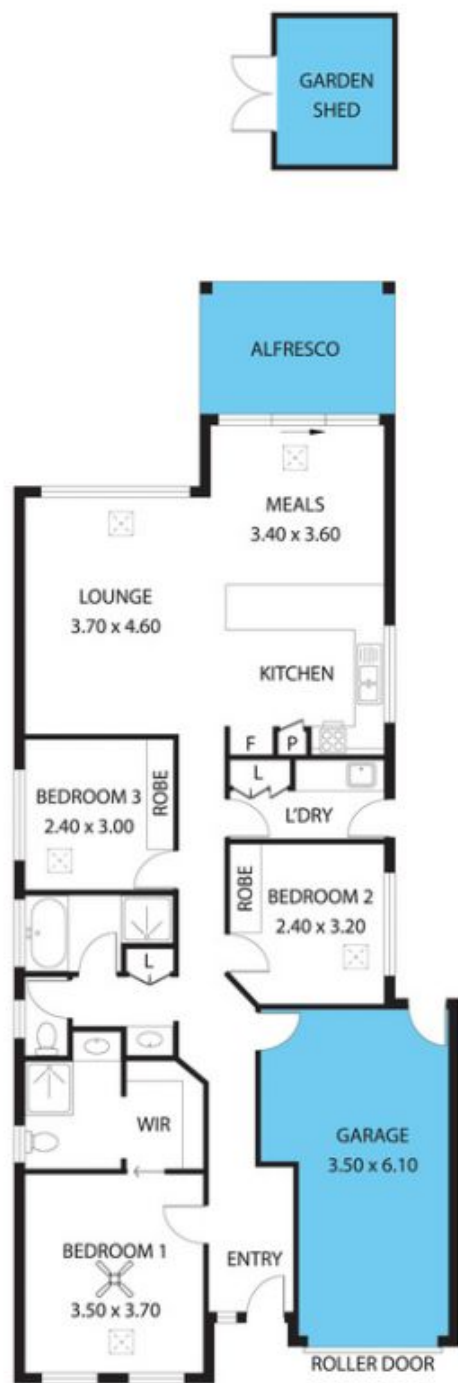 GARDEN
SHED
ALFRESCO
MEALS
3.40 x 3.60
LOUNGE
3.70 x 4.60
KITCHEN
F
P
L
L'DRY
BEDROOM 3
2.40 x 3.00
ROBE
ROBE
BEDROOM 2
2.40 x 3.20
L
WIR
GARAGE
3.50 x 6.10
BEDROOM 1
3.50 x 3.70
ENTRY
ROLLER DOOR